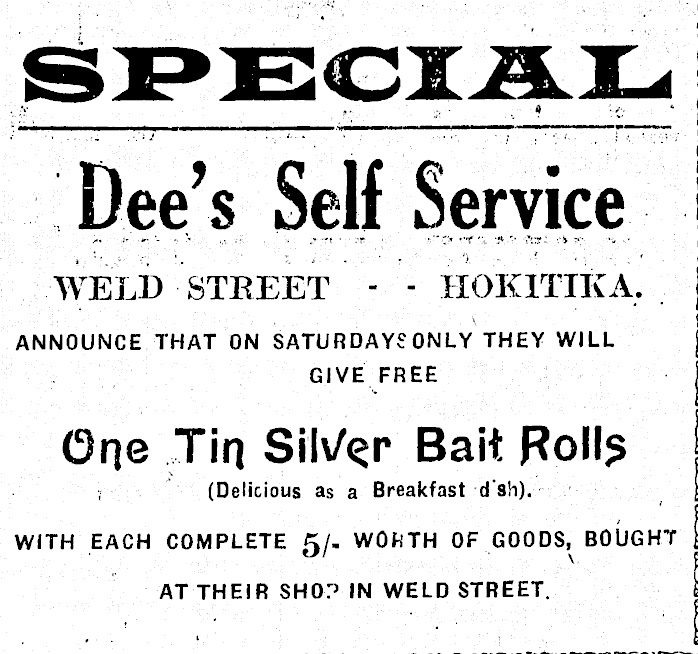 SPECIAL
Dee's Self Service
WELD STREET - - HOKITIKA.
ANNOUNCE THAT ON SATURDAYS ONLY THEY WILL
GIVE FREE
One Tin Silver Bait Rolls
(Delicious as a Breakfast dish).
WITH EACH COMPLETE 5/- WORTH OF GOODS, BOUGHT
AT THEIR SHOP IN WELD STREET.